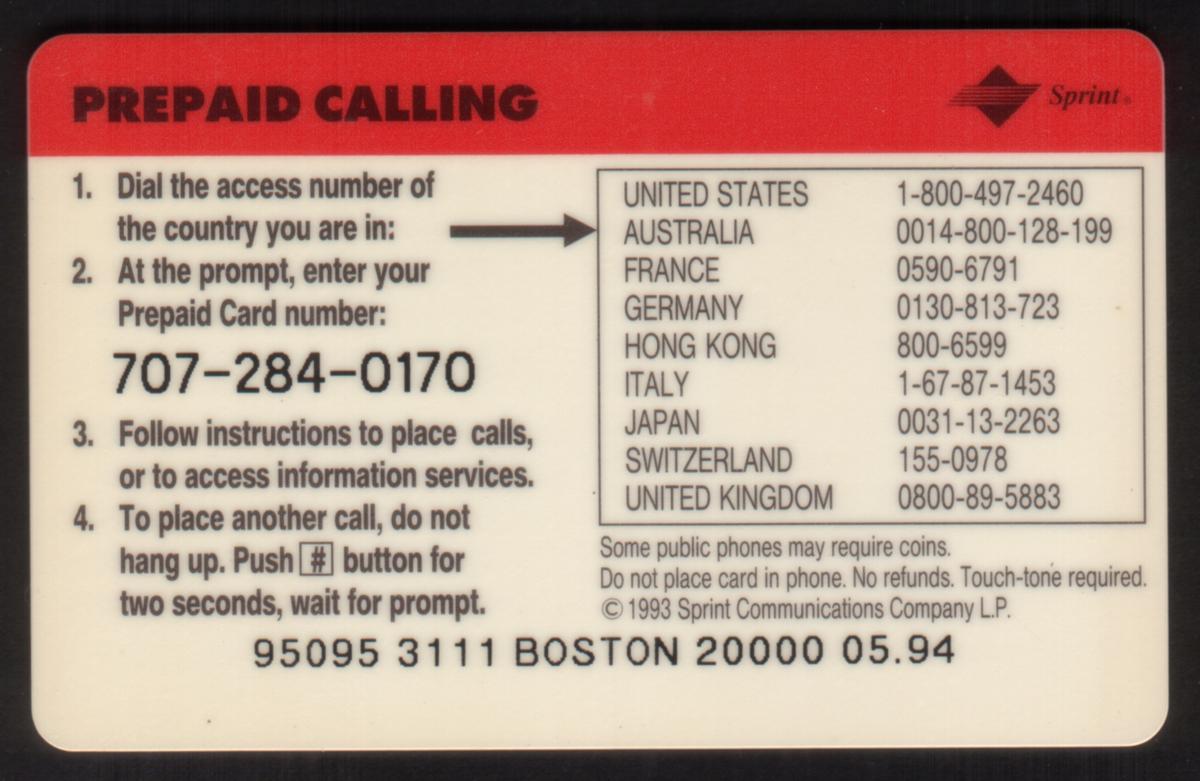 PREPAID CALLING
Sprint®
1. Dial the access number of
the country you are in:
2. At the prompt, enter your
Prepaid Card number:
707-284-0170
3. Follow instructions to place calls,
or to access information services.
4. To place another call, do not
hang up. Push # button for
two seconds, wait for prompt.
UNITED STATES 1-800-497-2460
AUSTRALIA 0014-800-128-199
FRANCE 0590-6791
GERMANY 0130-813-723
HONG KONG 800-6599
ITALY 1-67-87-1453
JAPAN 0031-13-2263
SWITZERLAND 155-0978
UNITED KINGDOM 0800-89-5883
Some public phones may require coins.
Do not place card in phone. No refunds. Touch-tone required.
© 1993 Sprint Communications Company L.P.
95095 3111 BOSTON 20000 05.94